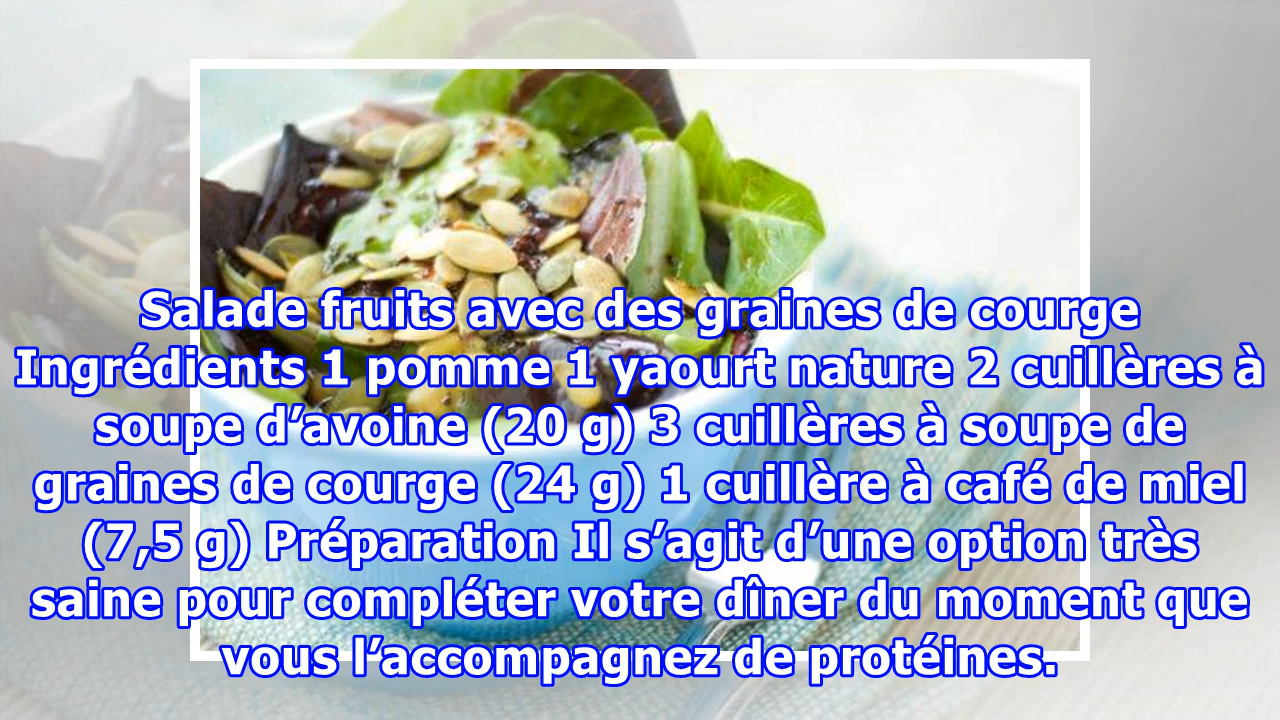 Salade fruits avec des graines de courge
Ingrédients 1 pomme 1 yaourt nature 2 cuillères à
soupe d’avoine (20 g) 3 cuillères à soupe de
graines de courge (24 g) 1 cuillère à café de miel
(7,5 g) Préparation Il s’agit d’une option très
saine pour compléter votre dîner du moment que
vous l’accompagnez de protéines.